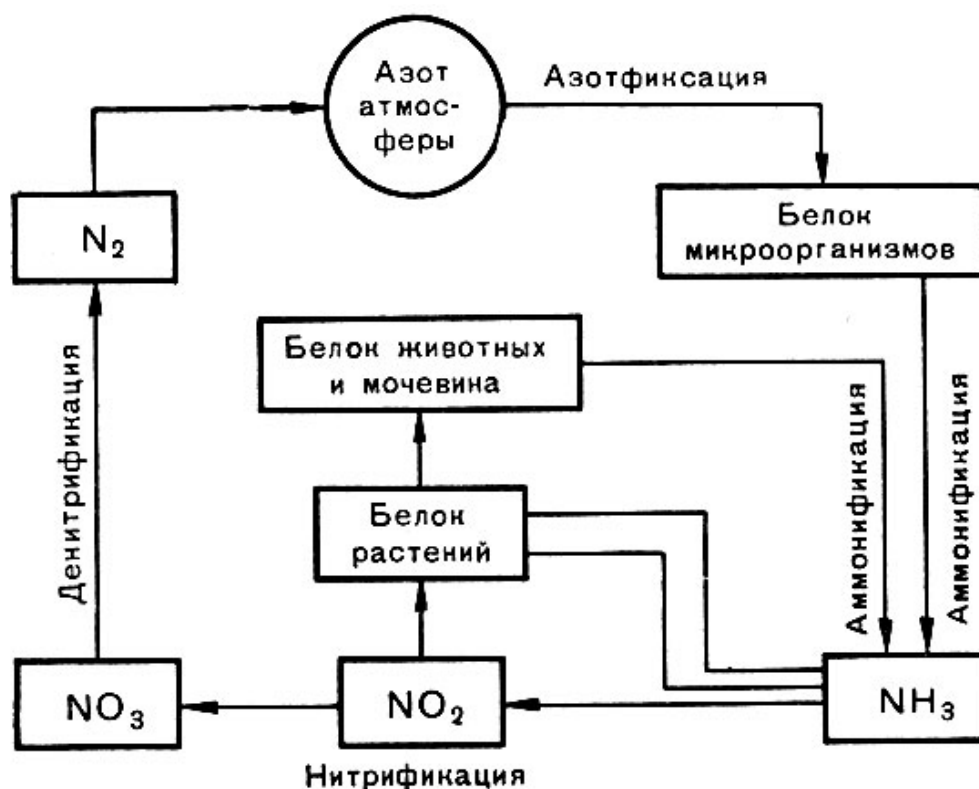 Азот
атмос-
феры
Азотфиксация
N₂
Белок
микроорганизмов
Белок животных
и мочевина
Денитрификация
Аммонификация
Аммонификация
Белок
растений
NO₃
NO₂
NH₃
Нитрификация